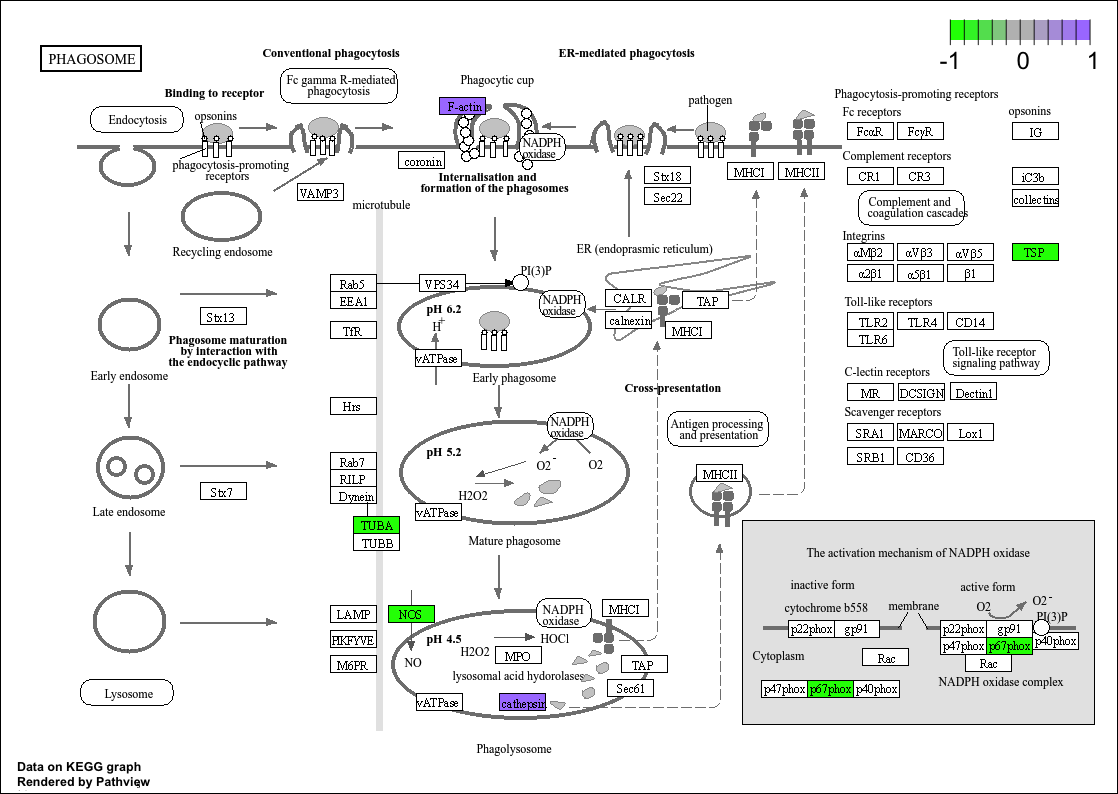 PHAGOSOME
-1 0 1
Conventional phagocytosis
ER-mediated phagocytosis
Fc gamma R-mediated
phagocytosis
Phagocytic cup
Binding to receptor
Endocytosis
opsonins
F-actin
NADPH
oxidase
pathogen
coronin
phagocytosis-promoting
receptors
Internalisation and
formation of the phagosomes
VAMP3
Stx18
Sec22
MHCI
MHCII
microtubule
Recycling endosome
ER (endoprasmic reticulum)
Phagocytosis-promoting receptors
Fc receptors
opsonins
FcαR
FcγR
IG
Complement receptors
CR1
CR3
iC3b
collectins
Complement and
coagulation cascades
Integrins
αMβ2
αVβ3
αVβ5
TSP
α2β1
α5β1
β1
Toll-like receptors
TLR2
TLR4
CD14
TLR6
Toll-like receptor
signaling pathway
C-lectin receptors
MR
DCSIGN
Dectin1
Scavenger receptors
SRA1
MARCO
Lox1
SRB1
CD36
Rab5
EEA1
VPS34
PI(3)P
TfR
pH 6.2
H+
NADPH
oxidase
vATPase
CALR
calnexin
TAP
MHCI
Stx13
Phagosome maturation
by interaction with
the endocyclic pathway
Early endosome
Early phagosome
Cross-presentation
Hrs
Antigen processing
and presentation
NADPH
oxidase
pH 5.2
O2-
O2
H2O2
vATPase
MHCII
Rab7
RILP
Dynein
TUBA
TUBB
Stx7
Late endosome
Mature phagosome
LAMP
PIKFYVE
M6PR
NOS
NO
pH 4.5
NADPH
oxidase
MHCI
HOCl
H2O2
MPO
lysosomal acid hydorolases
TAP
Sec61
vATPase
cathepsin
Lysosome
Phagolysosome
The activation mechanism of NADPH oxidase
inactive form
active form
cytochrome b558
membrane
O2
O2-
PI(3)P
p22phox
gp91
p22phox
gp91
p47phox
p67phox
p40phox
Cytoplasm
Rac
Rac
NADPH oxidase complex
p47phox
p67phox
p40phox
Data on KEGG graph
Rendered by Pathview